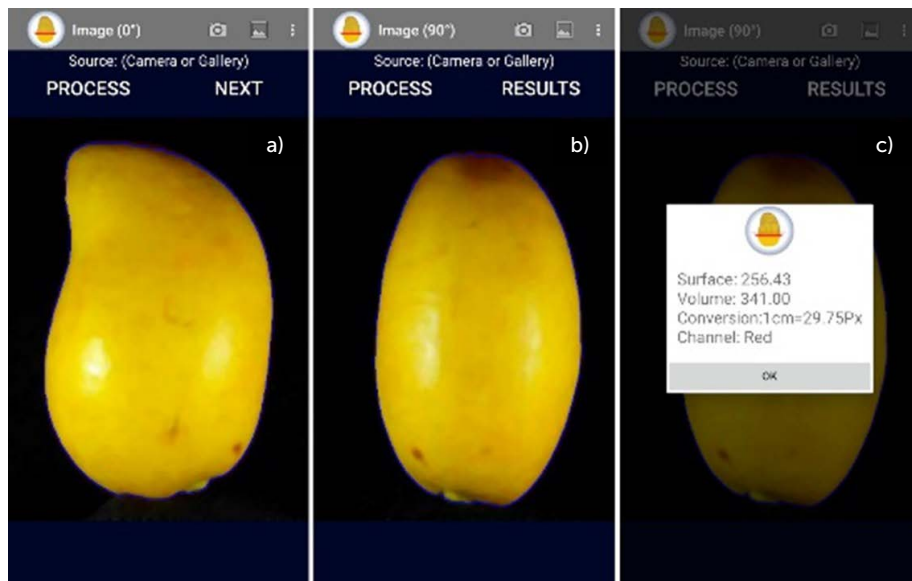 Image (0°)
Source: (Camera or Gallery)
PROCESS NEXT
a)
Image (90°)
Source: (Camera or Gallery)
PROCESS RESULTS
b)
Image (90°)
Source: (Camera or Gallery)
PROCESS RESULTS
c)
Surface: 256.43
Volume: 341.00
Conversion:1cm=29.75Px
Channel: Red
OK